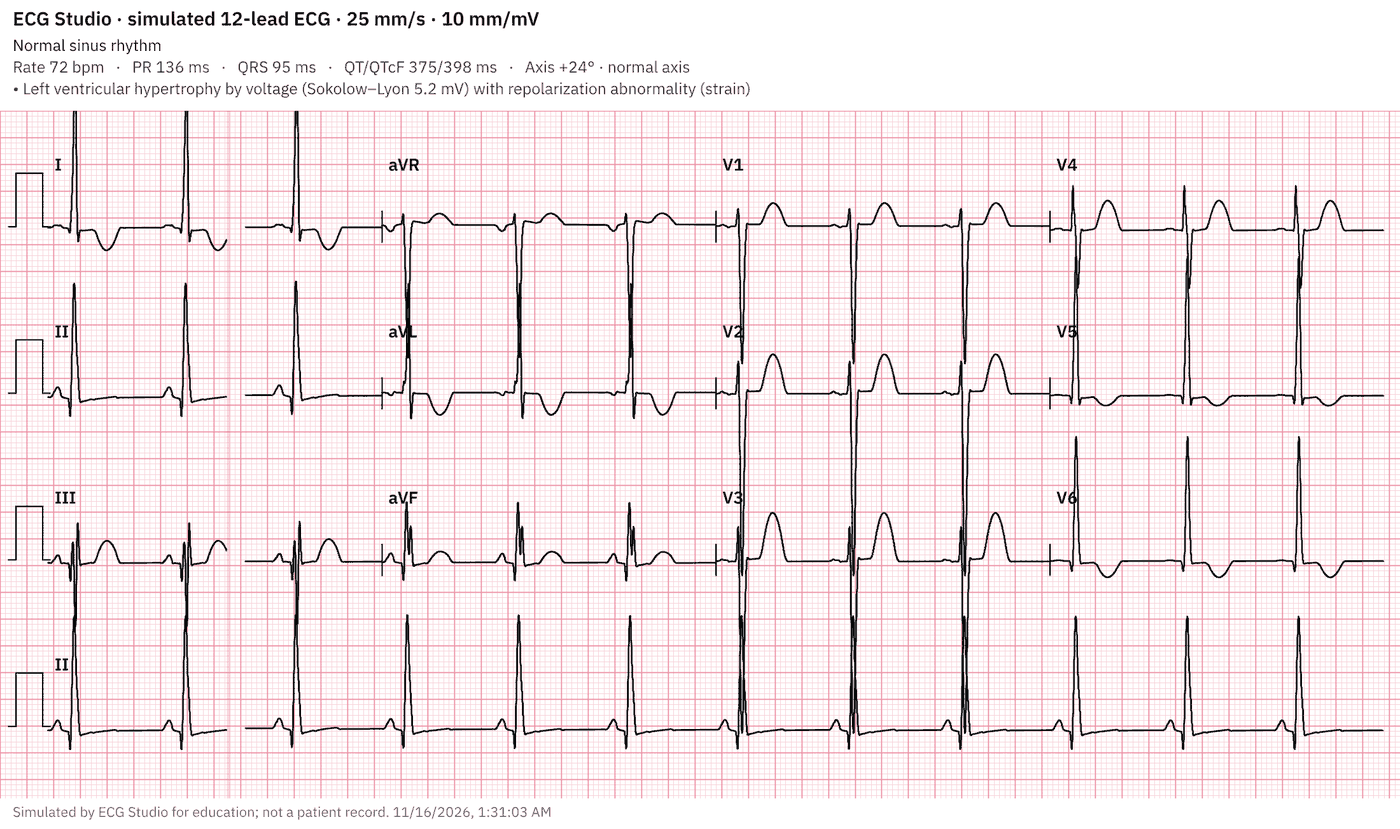 ECG Studio · simulated 12-lead ECG · 25 mm/s · 10 mm/mV
Normal sinus rhythm
Rate 72 bpm · PR 136 ms · QRS 95 ms · QT/QTcF 375/398 ms · Axis +24° · normal axis
• Left ventricular hypertrophy by voltage (Sokolow–Lyon 5.2 mV) with repolarization abnormality (strain)
I aVR V1 V4
II aVL V2 V5
III aVF V3 V6
II
Simulated by ECG Studio for education; not a patient record. 11/16/2026, 1:31:03 AM